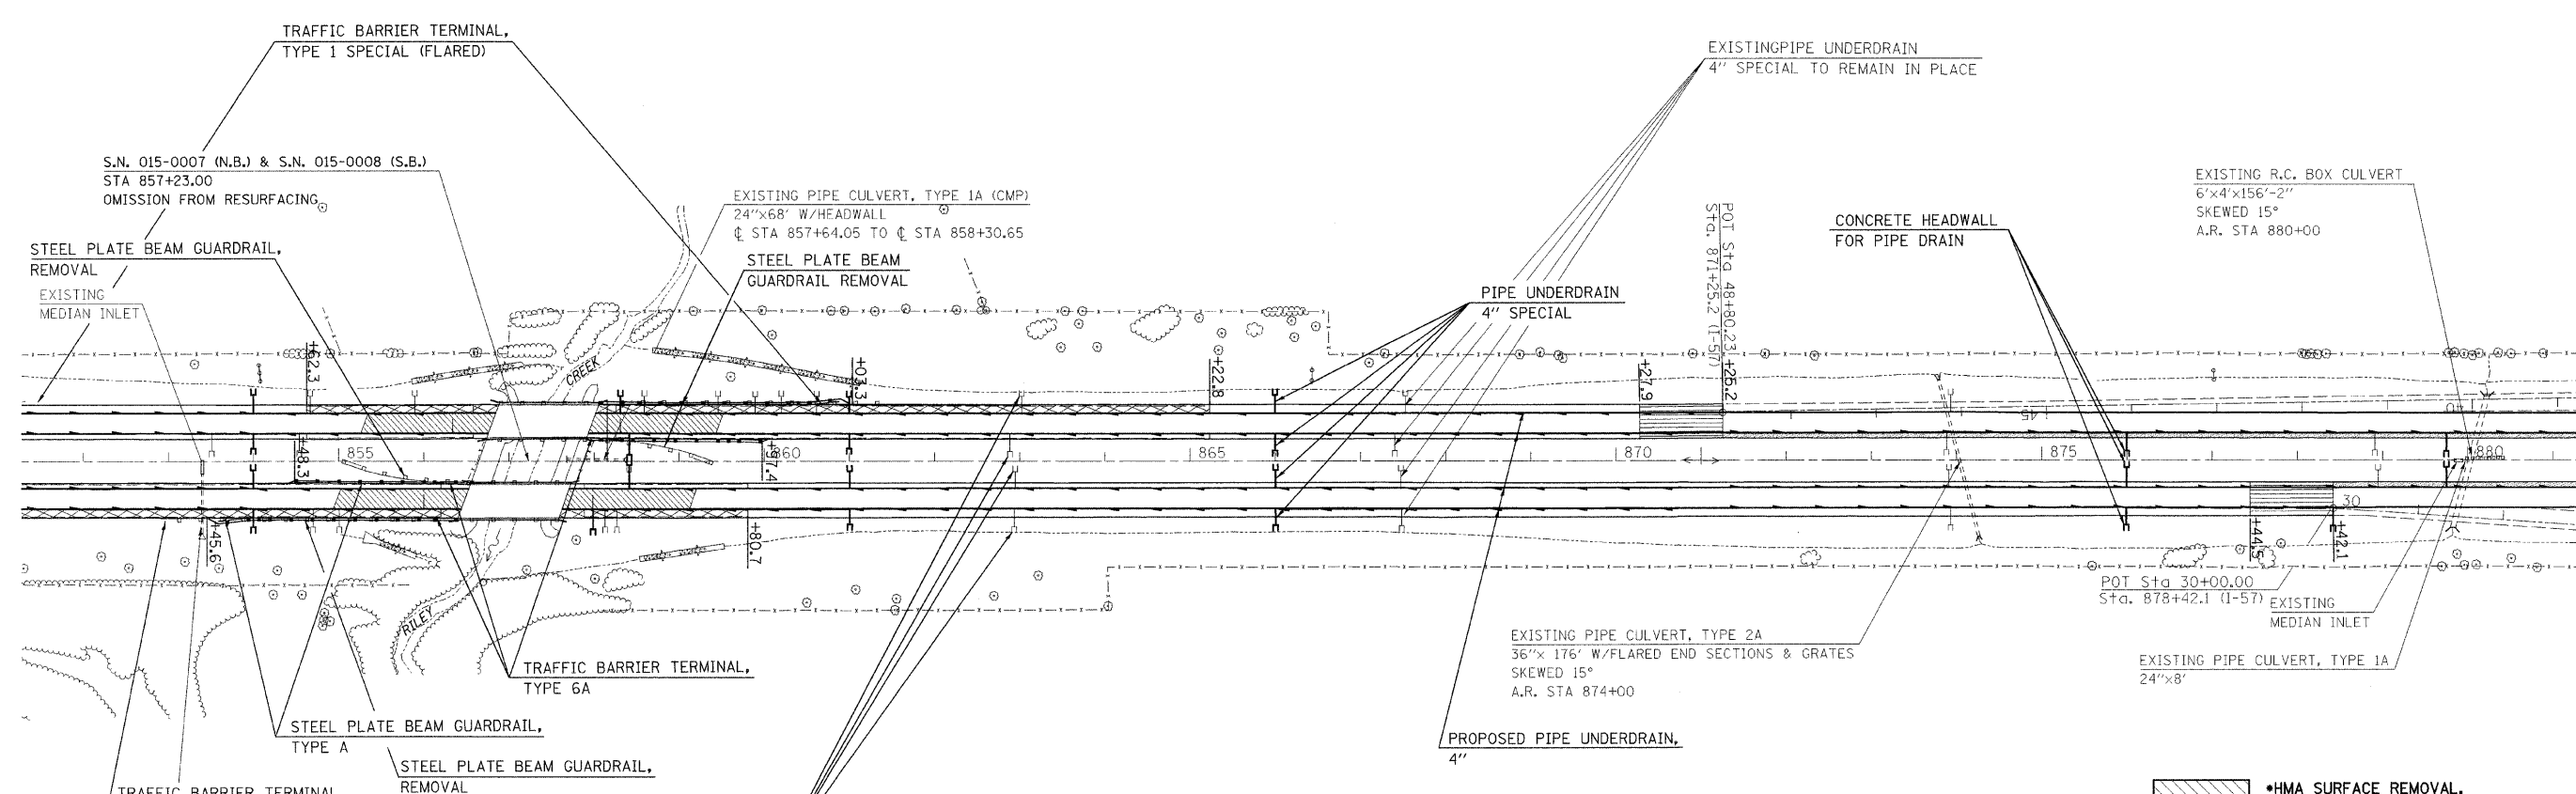 TRAFFIC BARRIER TERMINAL,
TYPE 1 SPECIAL (FLARED)
EXISTINGPIPE UNDERDRAIN
4" SPECIAL TO REMAIN IN PLACE
S.N. 015-0007 (N.B.) & S.N. 015-0008 (S.B.)
STA 857+23.00
OMISSION FROM RESURFACING
EXISTING PIPE CULVERT, TYPE 1A (CMP)
24"x68' W/HEADWALL
℄ STA 857+64.05 TO ℄ STA 858+30.65
EXISTING R.C. BOX CULVERT
6'x4'x156'-2"
SKEWED 15°
A.R. STA 880+00
CONCRETE HEADWALL
FOR PIPE DRAIN
POT Sta 48+80.23
Sta. 871+25.2 (I-57)
STEEL PLATE BEAM GUARDRAIL,
REMOVAL
STEEL PLATE BEAM
GUARDRAIL REMOVAL
EXISTING
MEDIAN INLET
PIPE UNDERDRAIN
4" SPECIAL
+62.3
CREEK
+03.3
+22.8
+27.9
+25.2
45
+48.3
855
+97.4
860
865
870
875
880
30
+45.6
+80.7
+44.5
+42.1
RILEY
POT Sta 30+00.00
Sta. 878+42.1 (I-57)
EXISTING
MEDIAN INLET
EXISTING PIPE CULVERT, TYPE 2A
36"x 176' W/FLARED END SECTIONS & GRATES
SKEWED 15°
A.R. STA 874+00
EXISTING PIPE CULVERT, TYPE 1A
24"x8'
TRAFFIC BARRIER TERMINAL,
TYPE 6A
STEEL PLATE BEAM GUARDRAIL,
TYPE A
PROPOSED PIPE UNDERDRAIN,
4"
STEEL PLATE BEAM GUARDRAIL,
REMOVAL
TRAFFIC BARRIER TERMINAL
•HMA SURFACE REMOVAL,